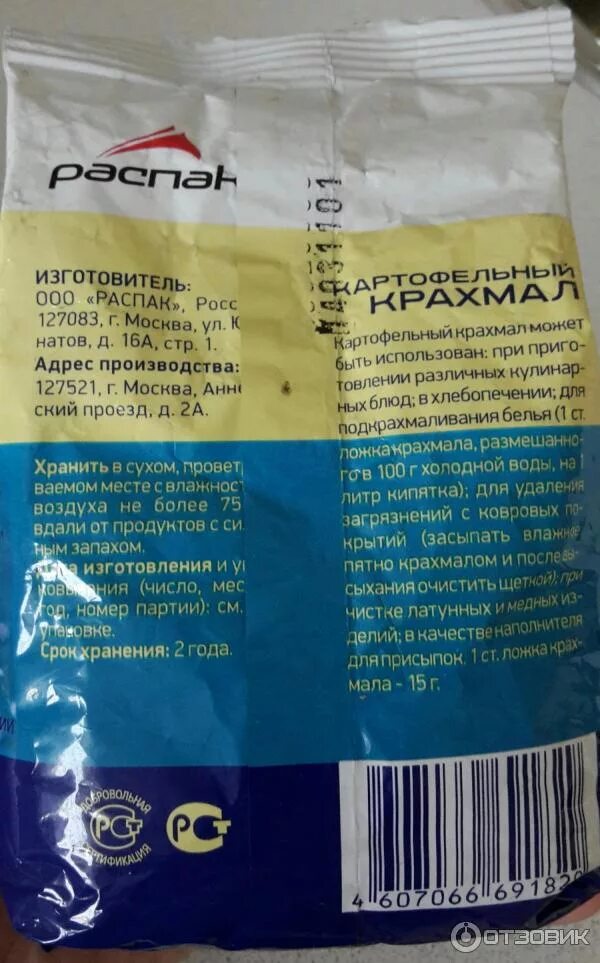 распак
ИЗГОТОВИТЕЛЬ:
ООО «РАСПАК», Росс
127083, г. Москва, ул. Ю
натов, д. 16А, стр. 1.
Адрес производства:
127521, г. Москва, Анне
ский проезд, д. 2А.
Хранить в сухом, провет
ваемом месте с влажнос
воздуха не более 75
вдали от продуктов с си
ным запахом.
изготовления и у
(число, мес
год, номер партии): см.
упаковке.
Срок хранения: 2 года.
КАРТОФЕЛЬНЫЙ
КРАХМАЛ
Картофельный крахмал может
быть использован: при приго-
товлении различных кулинар-
ных блюд; в хлебопечении; для
подкрахмаливания белья (1 ст.
ложка крахмала, размешанно-
го в 100 г холодной воды, на 1
литр кипятка); для удаления
загрязнений с ковровых по-
крытий (засыпать влажное
пятно крахмалом и после вы-
сыхания очистить щеткой); при
чистке латунных и медных из-
делий; в качестве наполнителя
для присыпок. 1 ст. ложка крах-
мала - 15 г.
ДОБРОВОЛЬНАЯ
РСТ
СЕРТИФИКАЦИЯ
РСТ
4 607066 691820
ОТЗОВИК